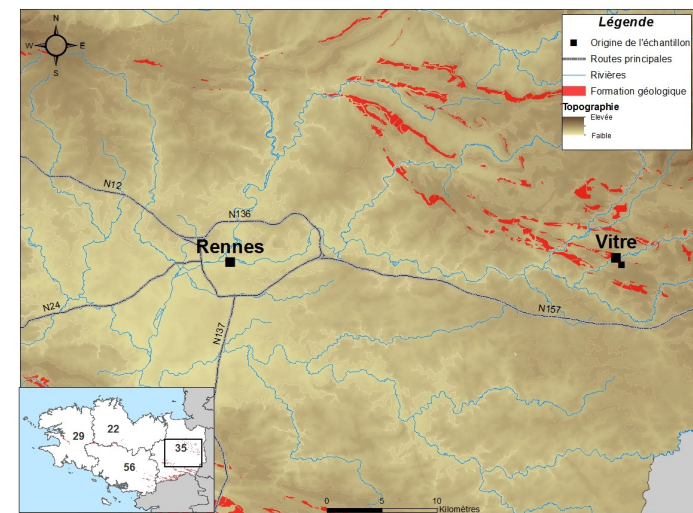 N
W E
S
Légende
Origine de l'échantillon
Routes principales
Rivières
Formation géologique
Topographie
Elevée
Faible
N12
N136
Rennes
Vitre
N24
N137
N157
29
22
35
56
0 5 10
Kilomètres